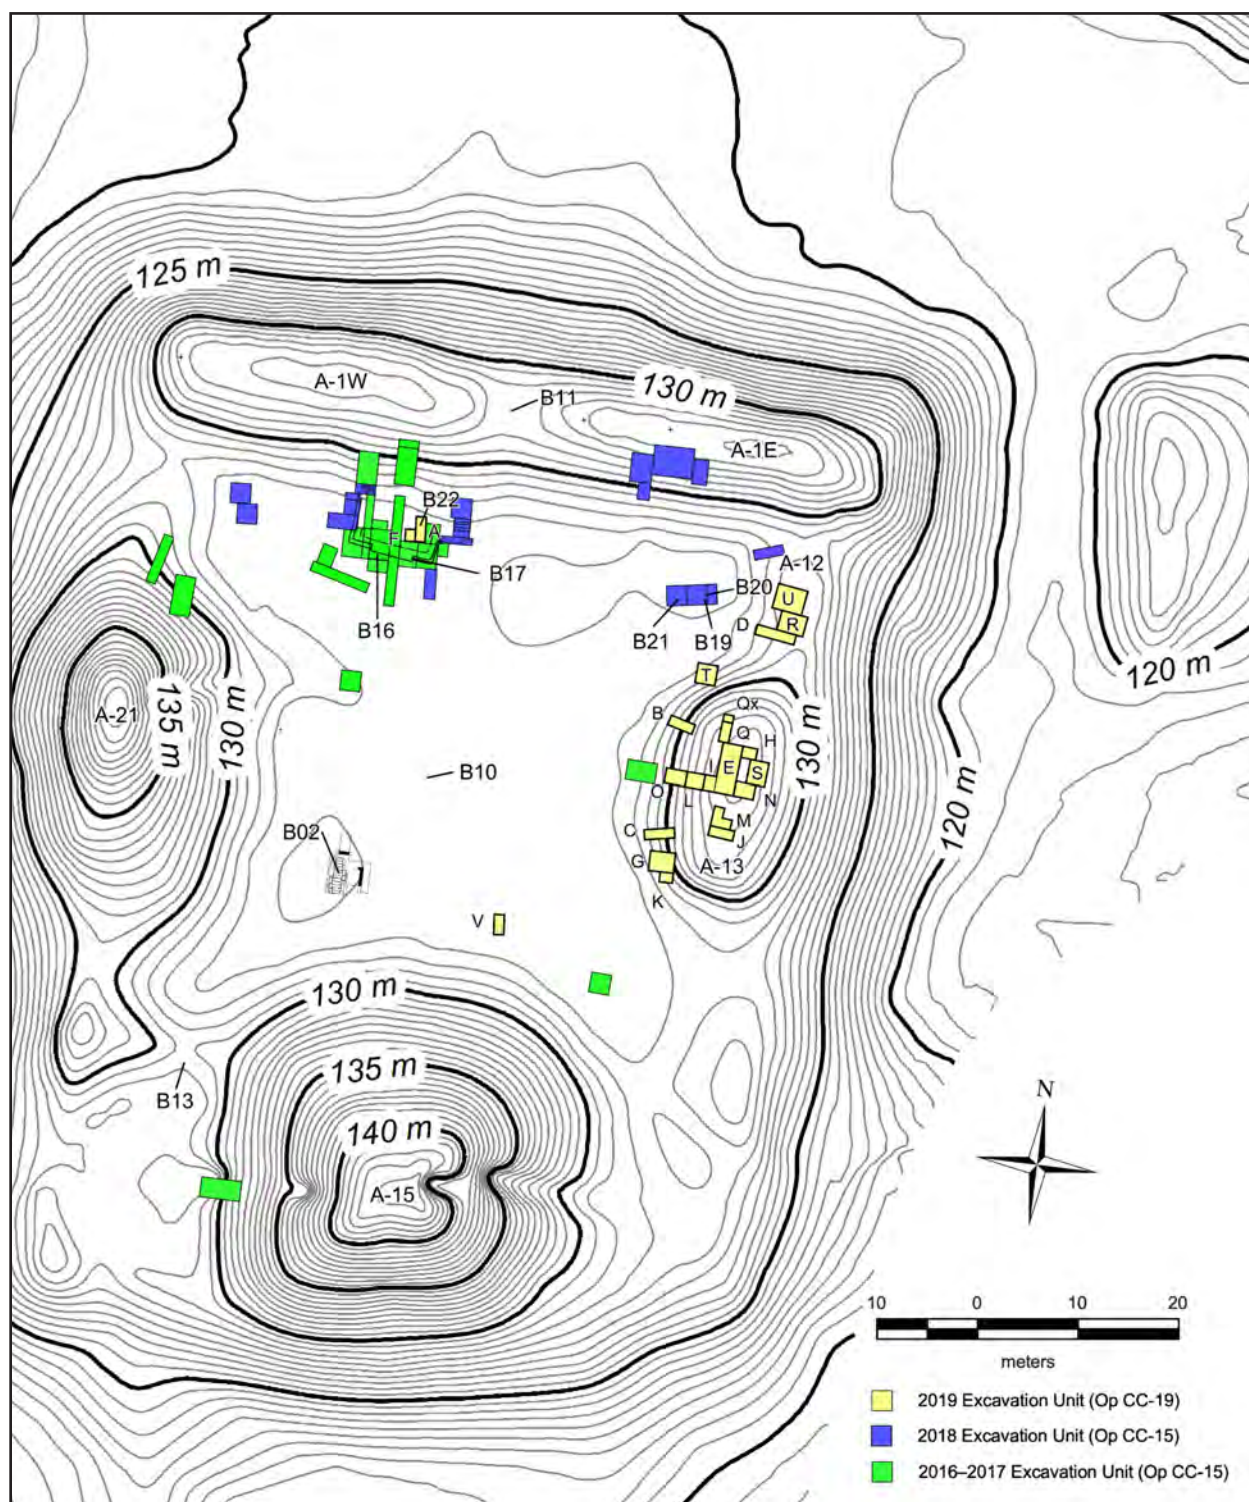 125 m
A-1W
B11
130 m
A-1E
B22
F
A
B17
A-12
B16
B20
U
B21
B19
D
R
120 m
T
A-21
135 m
130 m
B
Qx
Q
H
130 m
B10
I
E
S
O
L
N
120 m
M
C
J
B02
G
A-13
K
V
130 m
135 m
B13
140 m
N
A-15
10 0 10 20
meters
2019 Excavation Unit (Op CC-19)
2018 Excavation Unit (Op CC-15)
2016–2017 Excavation Unit (Op CC-15)